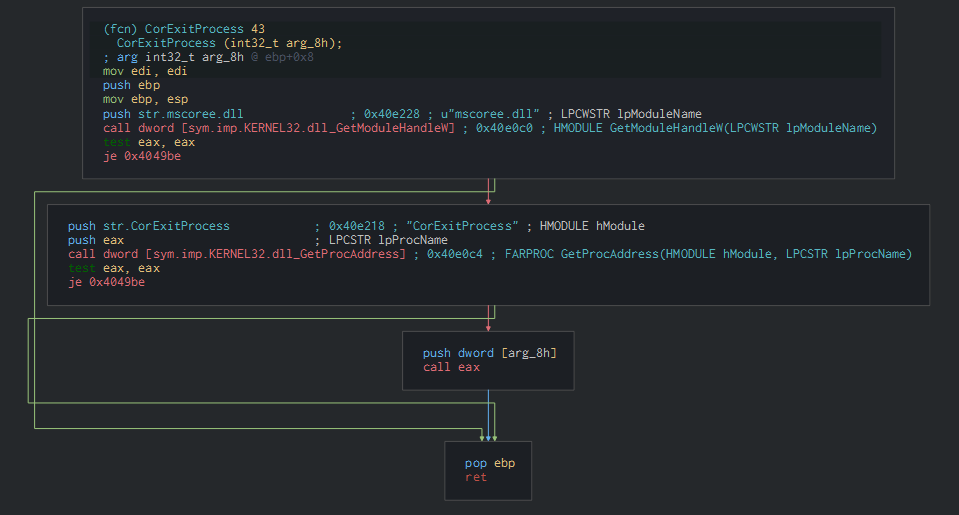 (fcn) CorExitProcess 43
CorExitProcess (int32_t arg_8h);
; arg int32_t arg_8h @ ebp+0x8
mov edi, edi
push ebp
mov ebp, esp
push str.mscoree.dll ; 0x40e228 ; u"mscoree.dll" ; LPCWSTR lpModuleName
call dword [sym.imp.KERNEL32.dll_GetModuleHandleW] ; 0x40e0c0 ; HMODULE GetModuleHandleW(LPCWSTR lpModuleName)
test eax, eax
je 0x4049be
push str.CorExitProcess ; 0x40e218 ; "CorExitProcess" ; HMODULE hModule
push eax ; LPCSTR lpProcName
call dword [sym.imp.KERNEL32.dll_GetProcAddress] ; 0x40e0c4 ; FARPROC GetProcAddress(HMODULE hModule, LPCSTR lpProcName)
test eax, eax
je 0x4049be
push dword [arg_8h]
call eax
pop ebp
ret